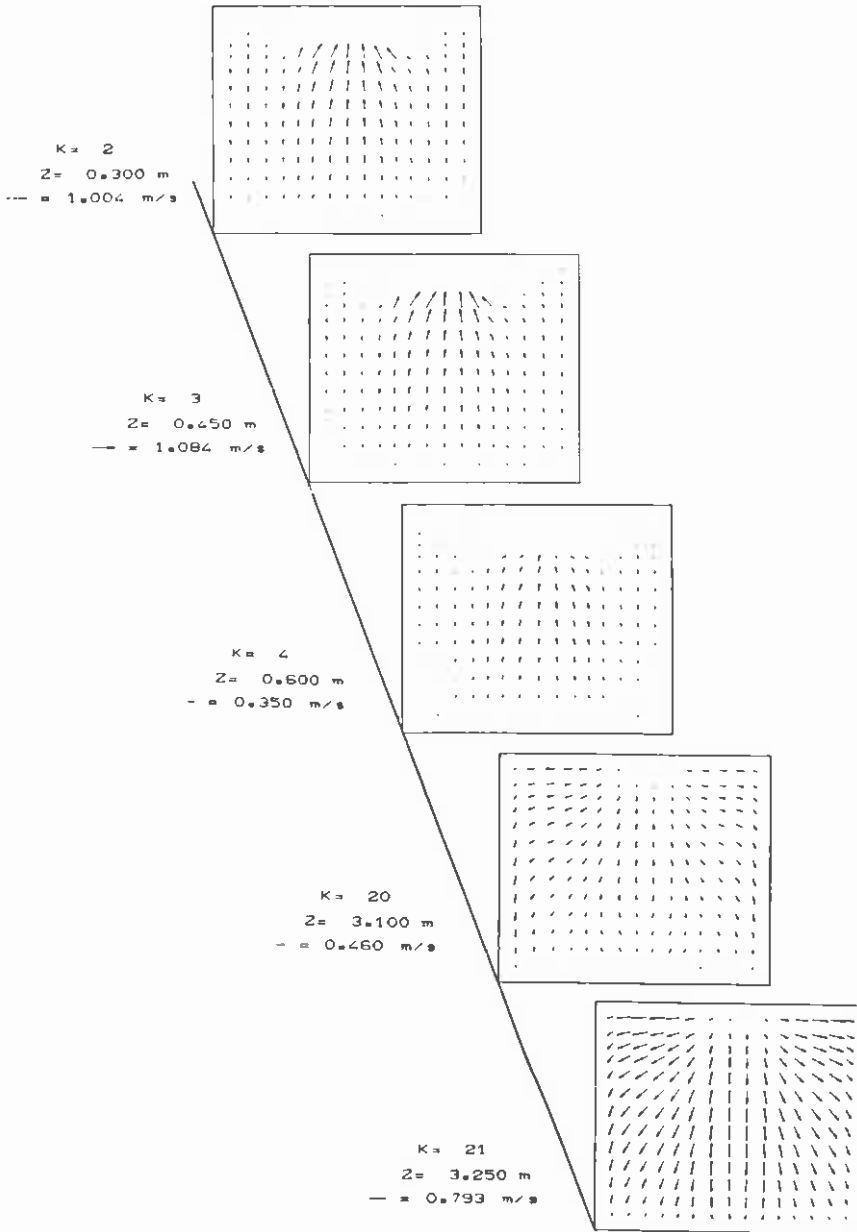 K= 2
Z= 0.300 m
--- = 1.004 m/s
K= 3
Z= 0.450 m
— = 1.084 m/s
K= 4
Z= 0.600 m
- = 0.350 m/s
K= 20
Z= 3.100 m
- = 0.460 m/s
K= 21
Z= 3.250 m
— = 0.793 m/s